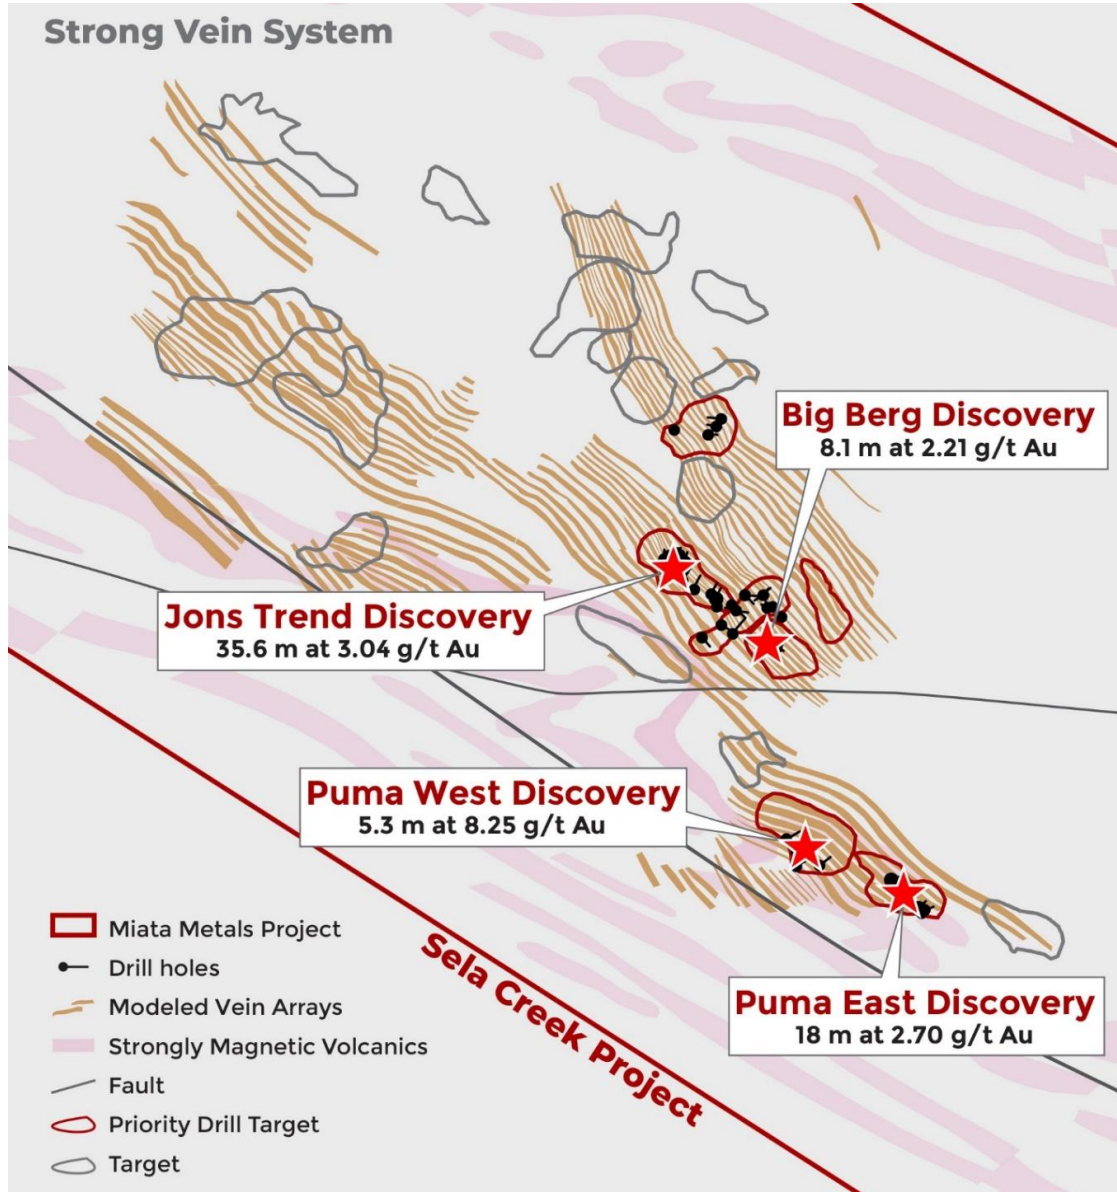 Strong Vein System
Big Berg Discovery
8.1 m at 2.21 g/t Au
Jons Trend Discovery
35.6 m at 3.04 g/t Au
Puma West Discovery
5.3 m at 8.25 g/t Au
Puma East Discovery
18 m at 2.70 g/t Au
Sela Creek Project
Miata Metals Project
Drill holes
Modeled Vein Arrays
Strongly Magnetic Volcanics
Fault
Priority Drill Target
Target